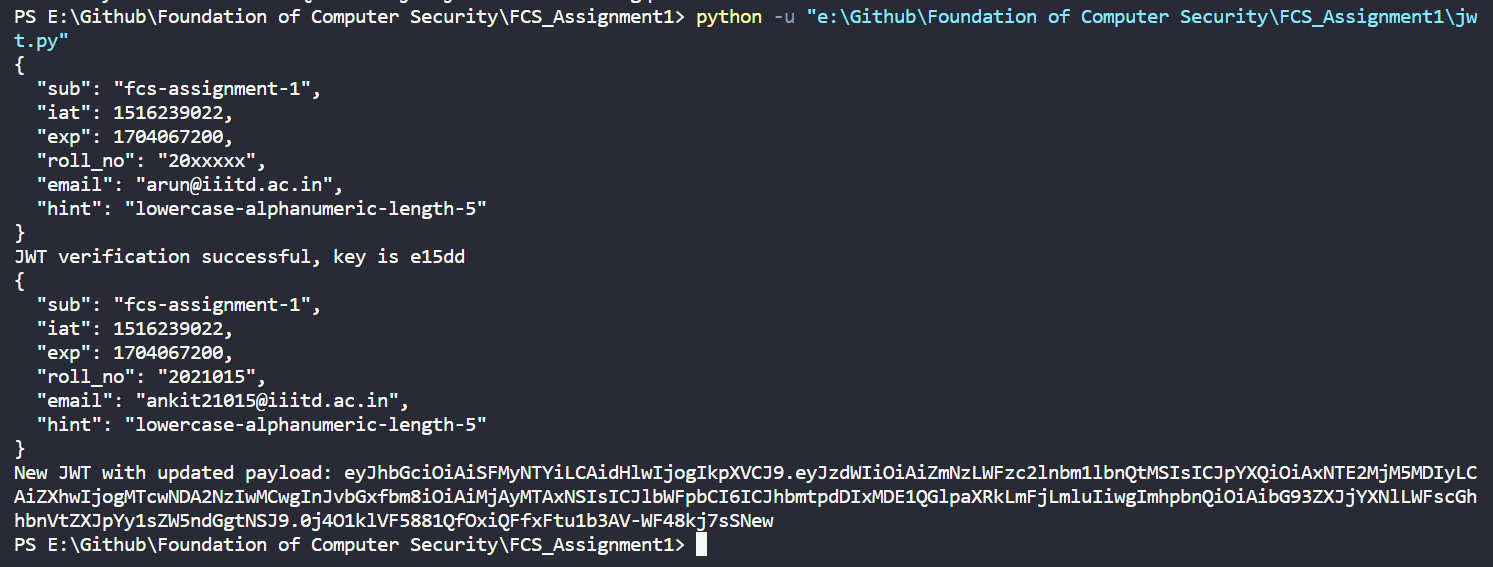 PS E:\Github\Foundation of Computer Security\FCS_Assignment1> python -u "e:\Github\Foundation of Computer Security\FCS_Assignment1\jw
t.py"
{
  "sub": "fcs-assignment-1",
  "iat": 1516239022,
  "exp": 1704067200,
  "roll_no": "20xxxxx",
  "email": "arun@iiitd.ac.in",
  "hint": "lowercase-alphanumeric-length-5"
}
JWT verification successful, key is e15dd
{
  "sub": "fcs-assignment-1",
  "iat": 1516239022,
  "exp": 1704067200,
  "roll_no": "2021015",
  "email": "ankit21015@iiitd.ac.in",
  "hint": "lowercase-alphanumeric-length-5"
}
New JWT with updated payload: eyJhbGciOiAiSFMyNTYiLCAidHlwIjogIkpXVCJ9.eyJzdWIiOiAiZmNzLWFzc2lnbm1lbnQtMSIsICJpYXQiOiAxNTE2MjM5MDIyLC
AiZXhwIjogMTcwNDA2NzIwMCwgInJvbGxfbm8iOiAiMjAyMTAxNSIsICJlbWFpbCI6ICJhbmtpdDIxMDE1QGlpaXRkLmFjLmluIiwgImhpbnQiOiAibG93ZXJjYXNlLWFscGh
hbnVtZXJpYy1sZW5ndGgtNSJ9.0j4O1klVF5881QfOxiQFfxFtu1b3AV-WF48kj7sSNew
PS E:\Github\Foundation of Computer Security\FCS_Assignment1>